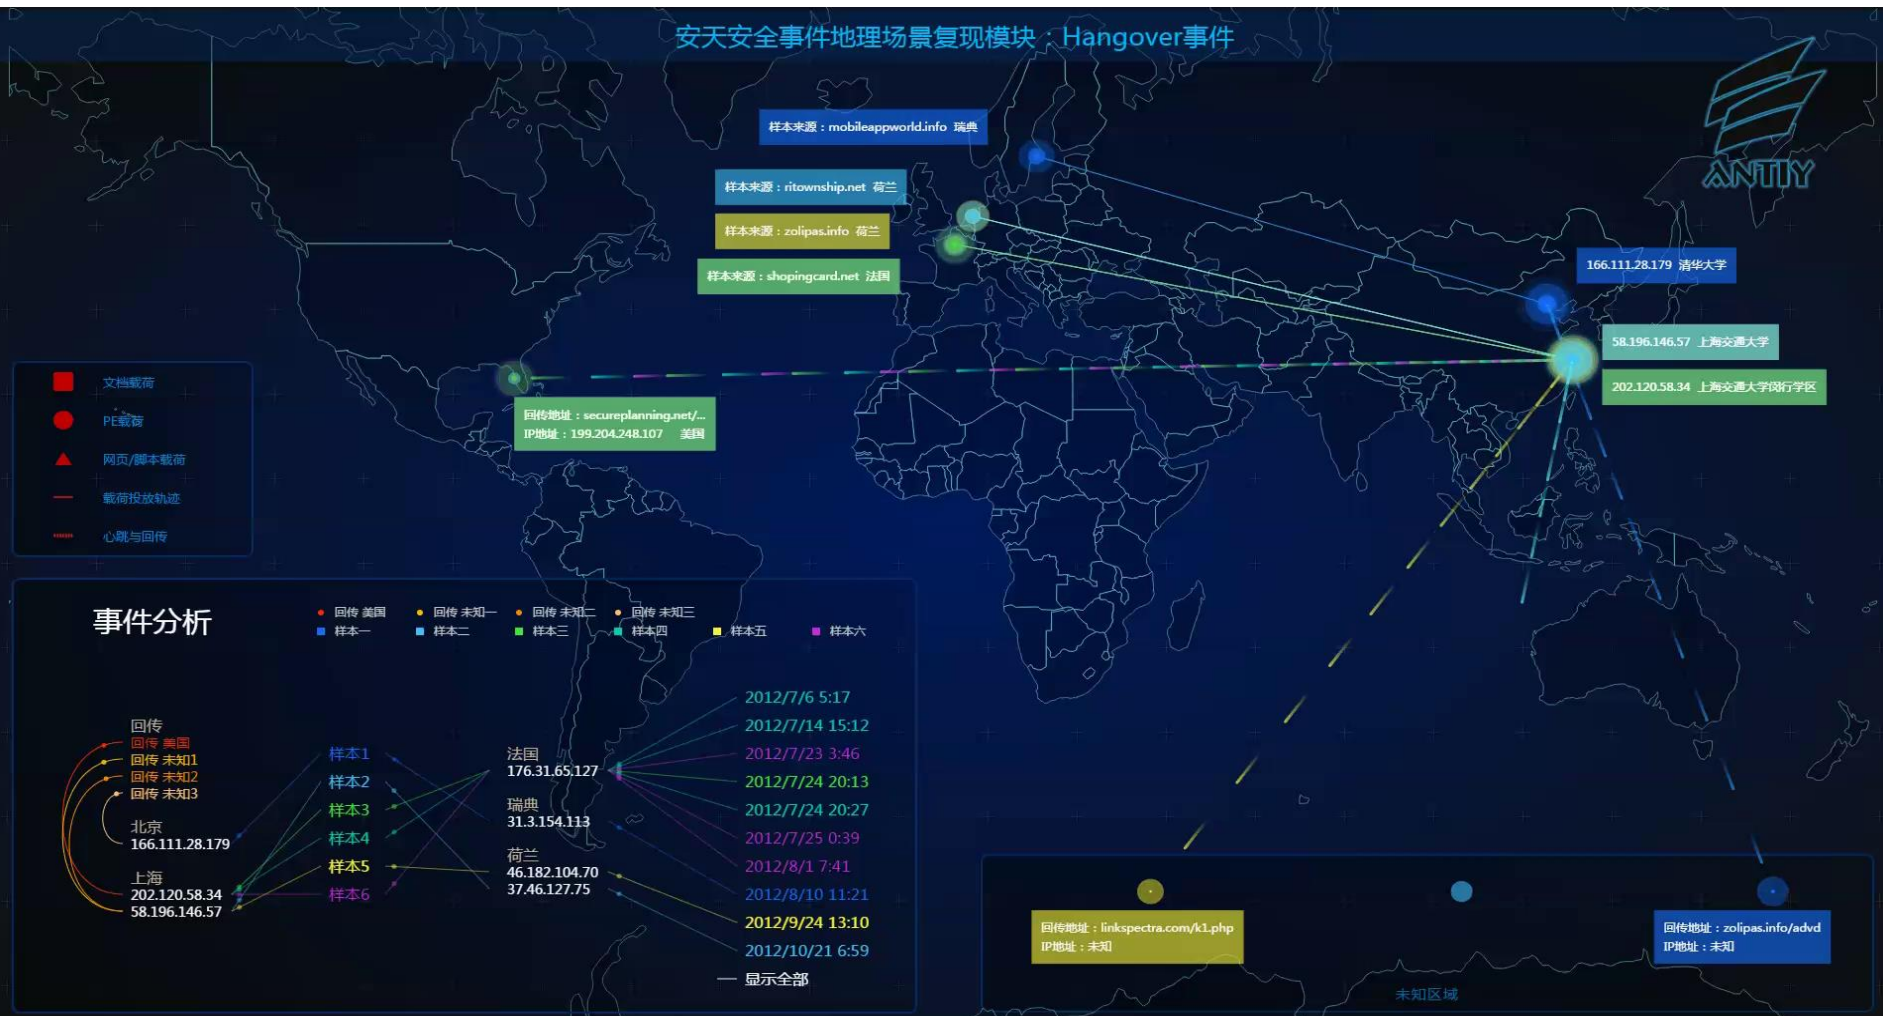 安天安全事件地理场景复现模块：Hangover事件
ANTIY
样本来源：mobileappworld.info 瑞典
样本来源：ritownship.net 荷兰
样本来源：zolipas.info 荷兰
样本来源：shopingcard.net 法国
166.111.28.179 清华大学
58.196.146.57 上海交通大学
202.120.58.34 上海交通大学闵行学区
回传地址：secureplanning.net/...
IP地址：199.204.248.107 美国
文档载荷
PE载荷
网页/脚本载荷
载荷投放轨迹
心跳与回传
事件分析
回传 美国 回传 未知一 回传 未知二 回传 未知三
样本一 样本二 样本三 样本四 样本五 样本六
回传
回传 美国
回传 未知1
回传 未知2
回传 未知3
北京
166.111.28.179
上海
202.120.58.34
58.196.146.57
样本1
样本2
样本3
样本4
样本5
样本6
法国
176.31.65.127
瑞典
31.3.154.113
荷兰
46.182.104.70
37.46.127.75
2012/7/6 5:17
2012/7/14 15:12
2012/7/23 3:46
2012/7/24 20:13
2012/7/24 20:27
2012/7/25 0:39
2012/8/1 7:41
2012/8/10 11:21
2012/9/24 13:10
2012/10/21 6:59
显示全部
回传地址：linkspectra.com/k1.php
IP地址：未知
回传地址：zolipas.info/advd
IP地址：未知
未知区域